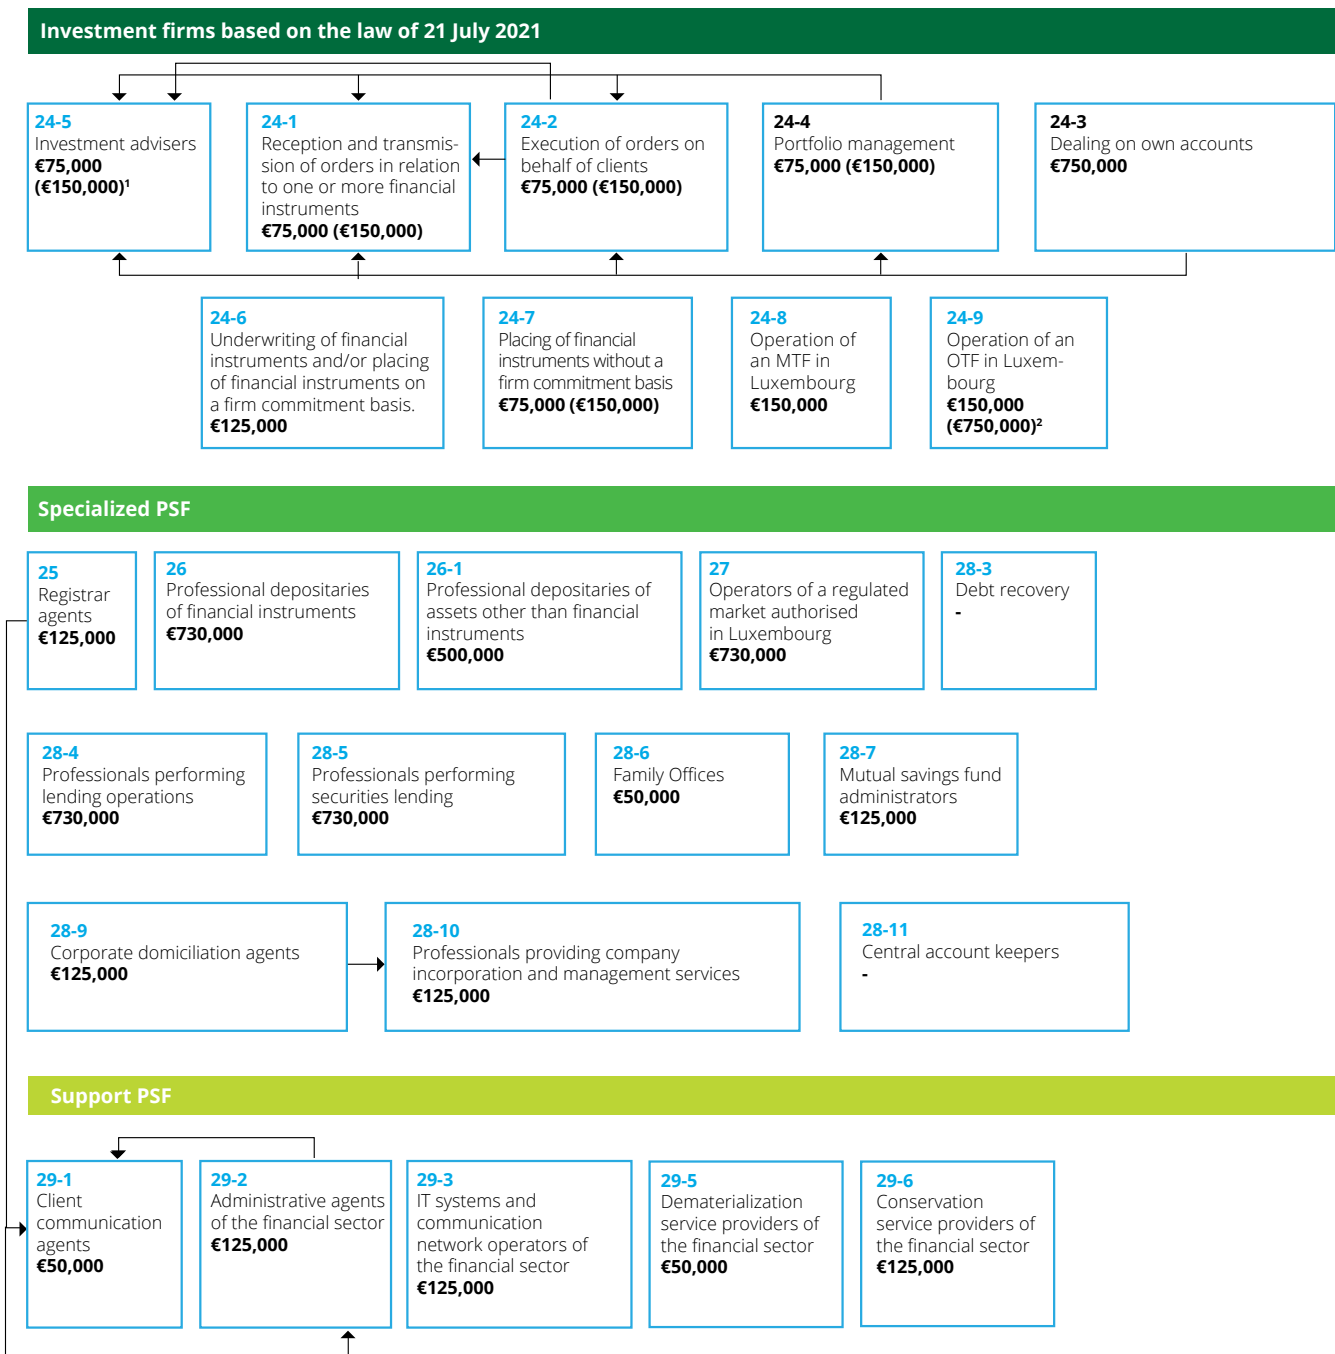 Investment firms based on the law of 21 July 2021
24-5
Investment advisers
€75,000
(€150,000)¹
24-1
Reception and transmis-
sion of orders in relation
to one or more financial
instruments
€75,000 (€150,000)
24-2
Execution of orders on
behalf of clients
€75,000 (€150,000)
24-4
Portfolio management
€75,000 (€150,000)
24-3
Dealing on own accounts
€750,000
24-6
Underwriting of financial
instruments and/or placing
of financial instruments on
a firm commitment basis.
€125,000
24-7
Placing of financial
instruments without a
firm commitment basis
€75,000 (€150,000)
24-8
Operation of
an MTF in
Luxembourg
€150,000
24-9
Operation of an
OTF in Luxem-
bourg
€150,000
(€750,000)²
Specialized PSF
25
Registrar
agents
€125,000
26
Professional depositaries
of financial instruments
€730,000
26-1
Professional depositaries of
assets other than financial
instruments
€500,000
27
Operators of a regulated
market authorised
in Luxembourg
€730,000
28-3
Debt recovery
-
28-4
Professionals performing
lending operations
€730,000
28-5
Professionals performing
securities lending
€730,000
28-6
Family Offices
€50,000
28-7
Mutual savings fund
administrators
€125,000
28-9
Corporate domiciliation agents
€125,000
28-10
Professionals providing company
incorporation and management services
€125,000
28-11
Central account keepers
-
Support PSF
29-1
Client
communication
agents
€50,000
29-2
Administrative agents
of the financial sector
€125,000
29-3
IT systems and
communication
network operators of
the financial sector
€125,000
29-5
Dematerialization
service providers of
the financial sector
€50,000
29-6
Conservation
service providers of
the financial sector
€125,000